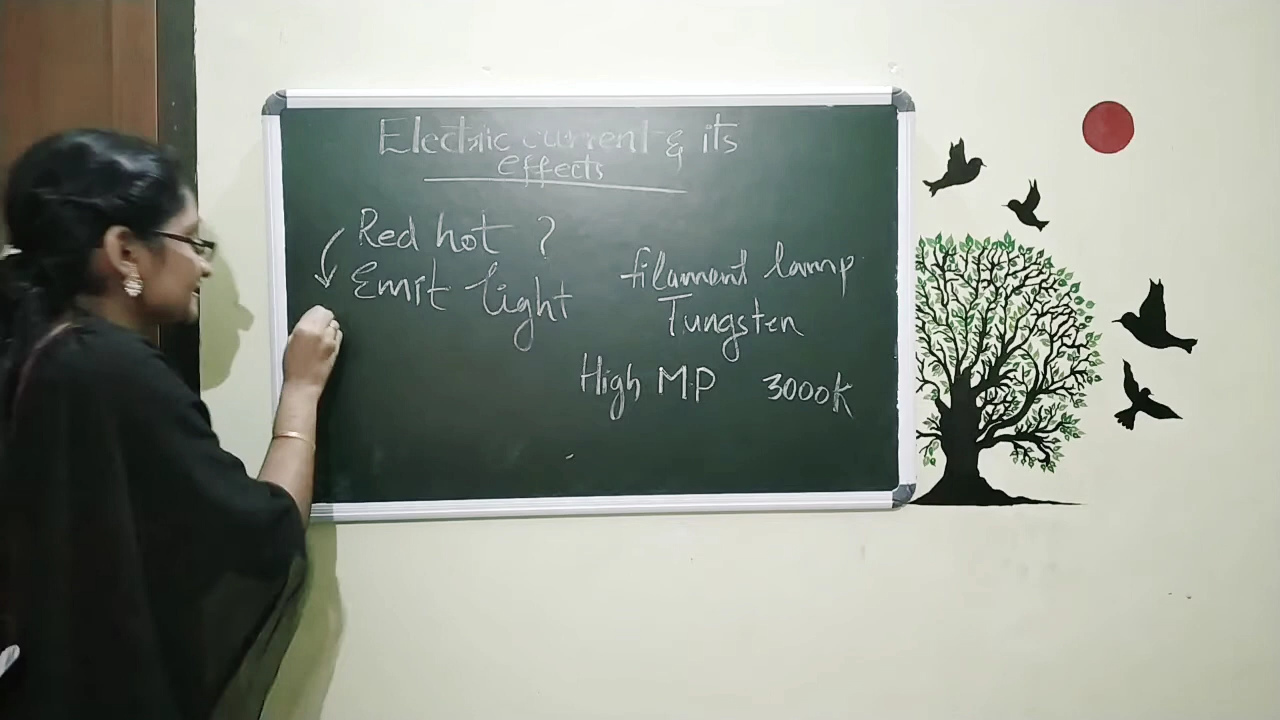 Electric current & its
effects
Red hot ?
Emit light
filament lamp
Tungsten
High M.P 3000K